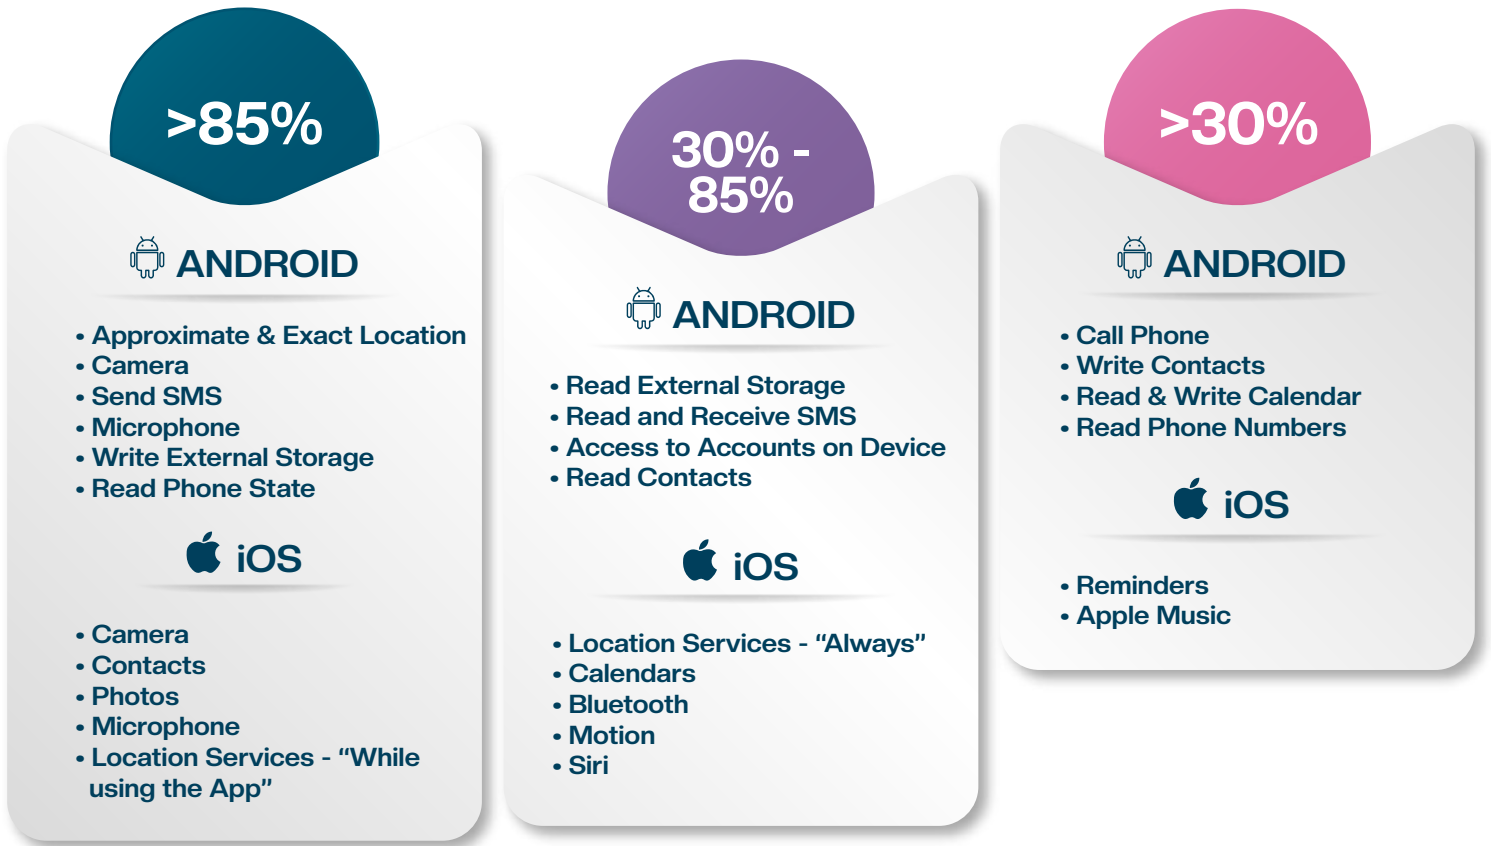 >85%
ANDROID
• Approximate & Exact Location
• Camera
• Send SMS
• Microphone
• Write External Storage
• Read Phone State
iOS
• Camera
• Contacts
• Photos
• Microphone
• Location Services - “While
using the App”
30% -
85%
ANDROID
• Read External Storage
• Read and Receive SMS
• Access to Accounts on Device
• Read Contacts
iOS
• Location Services - “Always”
• Calendars
• Bluetooth
• Motion
• Siri
>30%
ANDROID
• Call Phone
• Write Contacts
• Read & Write Calendar
• Read Phone Numbers
iOS
• Reminders
• Apple Music